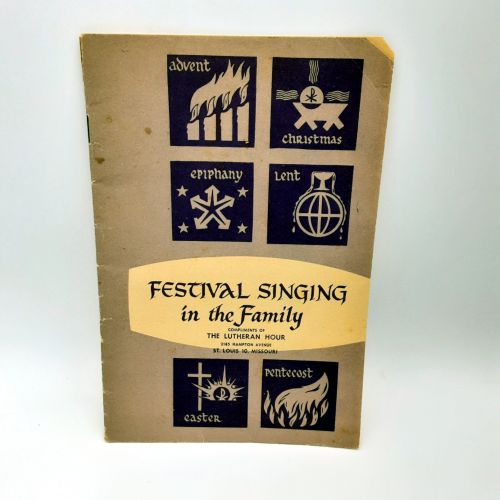 advent
christmas
epiphany
Lent
FESTIVAL SINGING
in the Family
COMPLIMENTS OF
THE LUTHERAN HOUR
2185 HAMPTON AVENUE
ST. LOUIS 10, MISSOURI
easter
pentecost